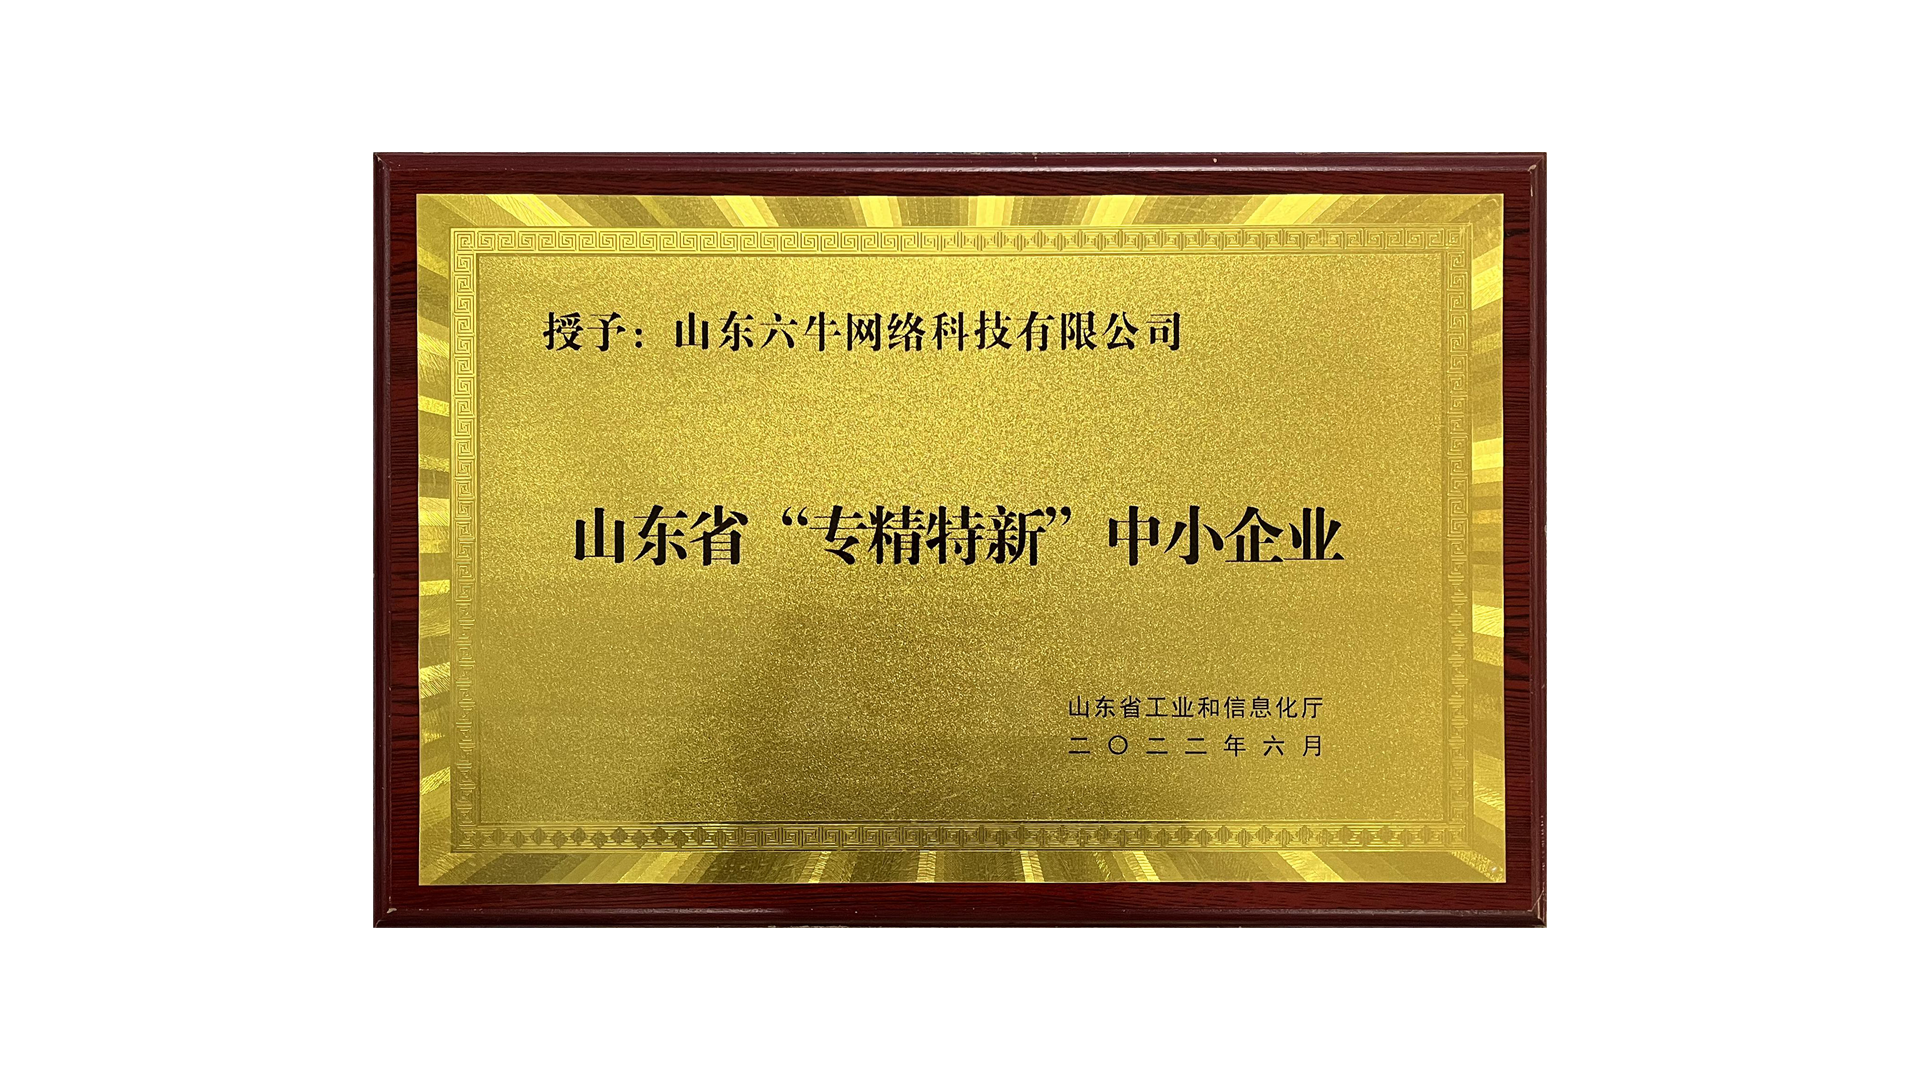 授予：山东六牛网络科技有限公司
山东省“专精特新”中小企业
山东省工业和信息化厅
二〇二二年六月